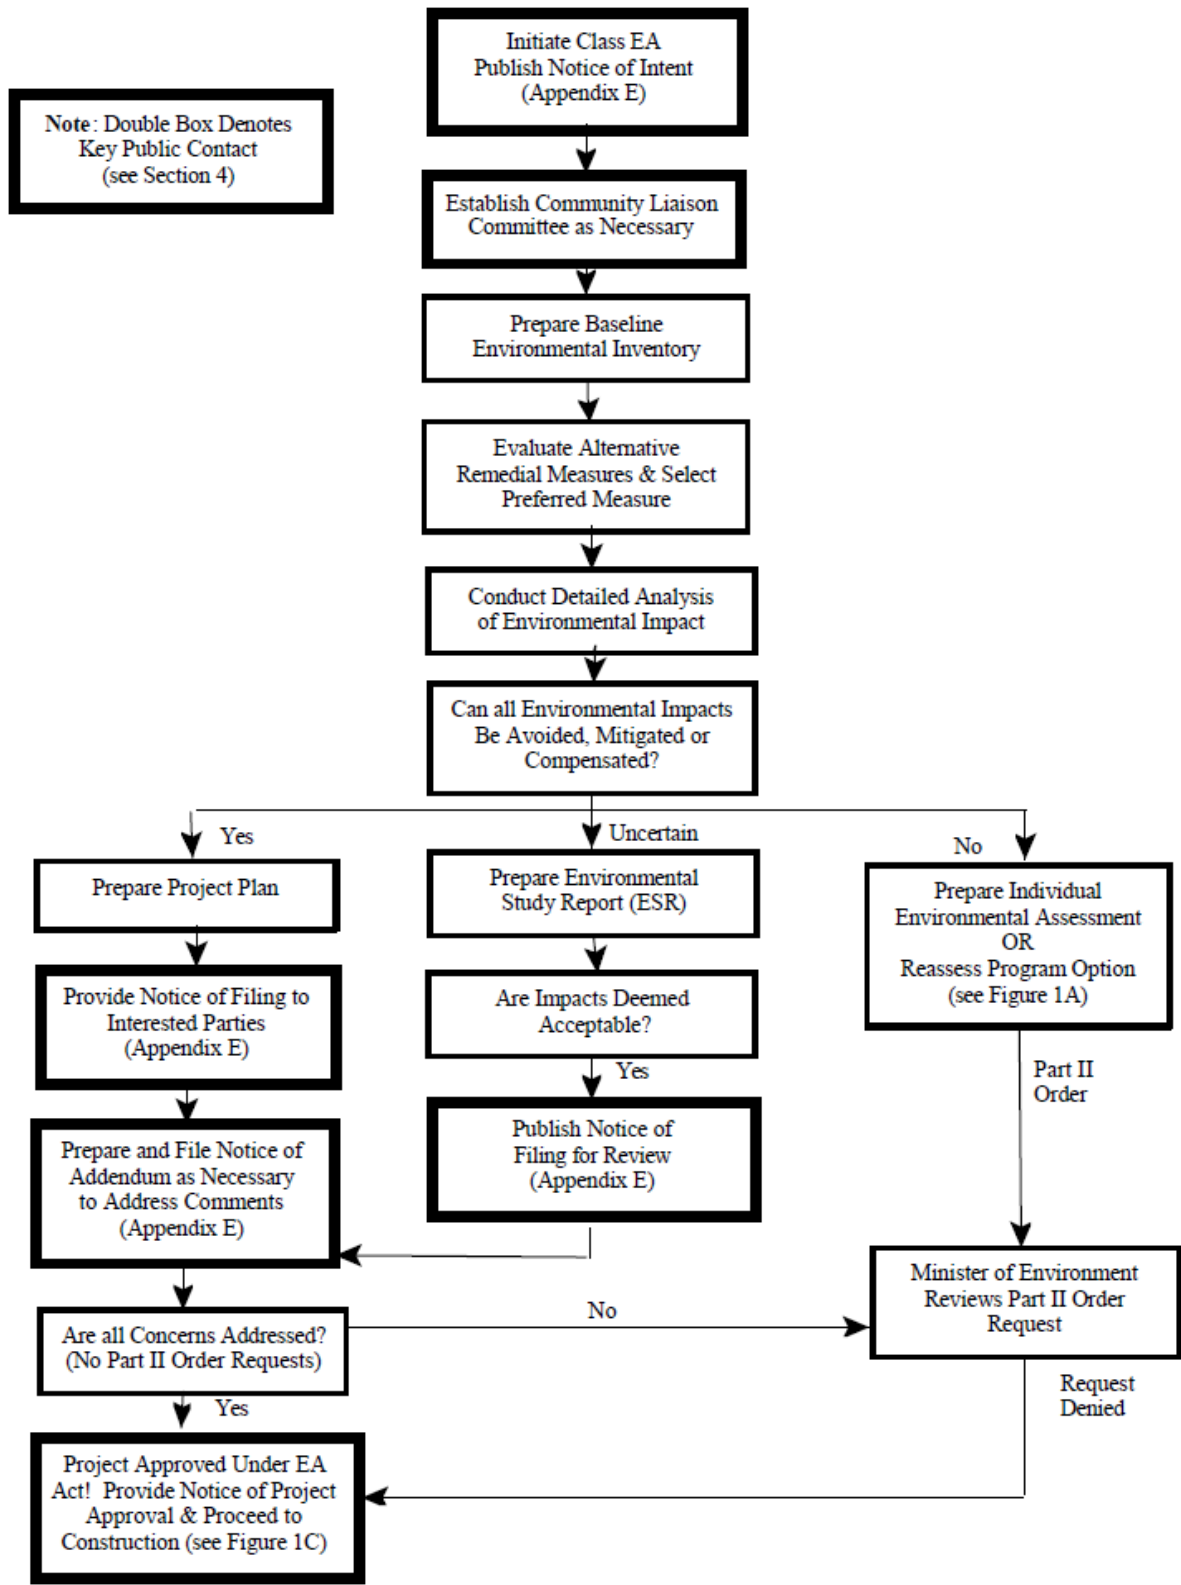 Initiate Class EA
Publish Notice of Intent
(Appendix E)
Note: Double Box Denotes
Key Public Contact
(see Section 4)
Establish Community Liaison
Committee as Necessary
Prepare Baseline
Environmental Inventory
Evaluate Alternative
Remedial Measures & Select
Preferred Measure
Conduct Detailed Analysis
of Environmental Impact
Can all Environmental Impacts
Be Avoided, Mitigated or
Compensated?
Yes
Uncertain
No
Prepare Project Plan
Prepare Environmental
Study Report (ESR)
Prepare Individual
Environmental Assessment
OR
Reassess Program Option
(see Figure 1A)
Provide Notice of Filing to
Interested Parties
(Appendix E)
Are Impacts Deemed
Acceptable?
Yes
Part II
Order
Prepare and File Notice of
Addendum as Necessary
to Address Comments
(Appendix E)
Publish Notice of
Filing for Review
(Appendix E)
Minister of Environment
Reviews Part II Order
Request
Are all Concerns Addressed?
(No Part II Order Requests)
No
Yes
Request
Denied
Project Approved Under EA
Act! Provide Notice of Project
Approval & Proceed to
Construction (see Figure 1C)